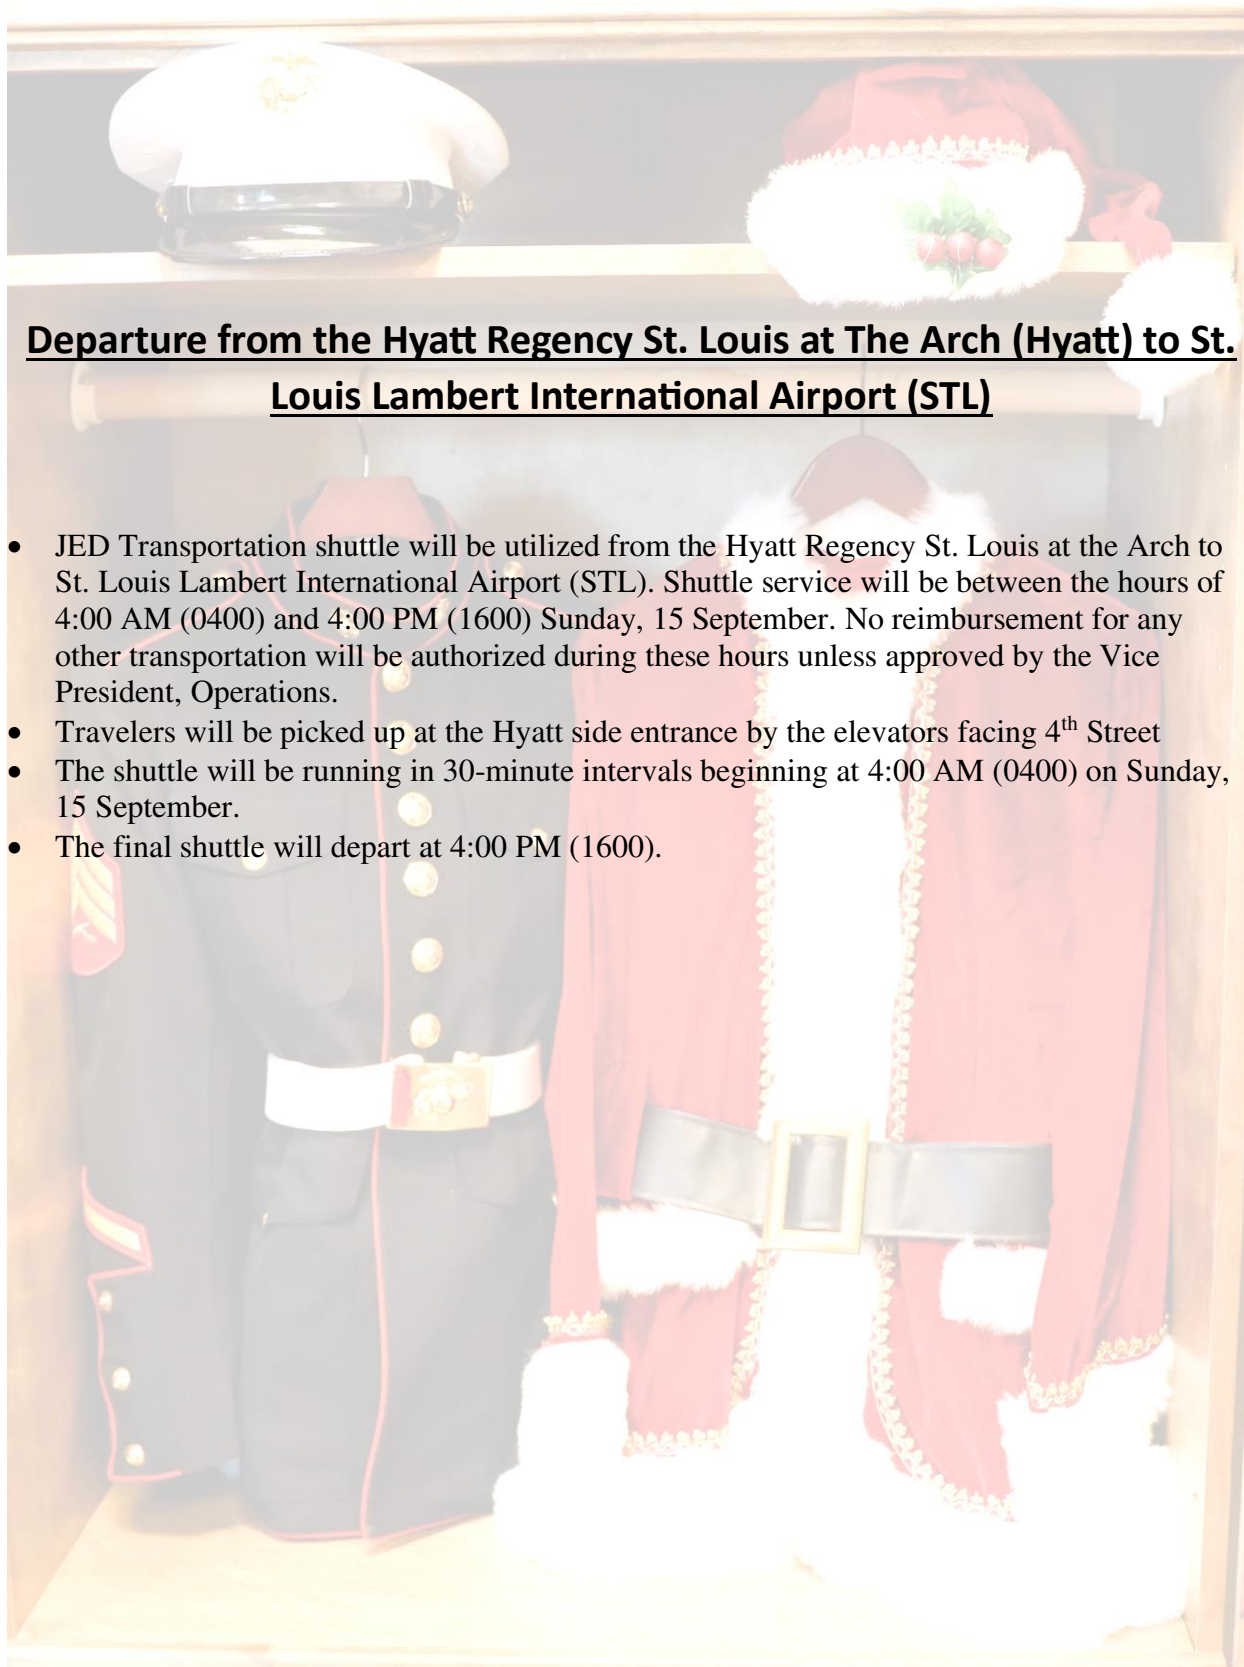 Departure from the Hyatt Regency St. Louis at The Arch (Hyatt) to St.
Louis Lambert International Airport (STL)
• JED Transportation shuttle will be utilized from the Hyatt Regency St. Louis at the Arch to
St. Louis Lambert International Airport (STL). Shuttle service will be between the hours of
4:00 AM (0400) and 4:00 PM (1600) Sunday, 15 September. No reimbursement for any
other transportation will be authorized during these hours unless approved by the Vice
President, Operations.
• Travelers will be picked up at the Hyatt side entrance by the elevators facing 4th Street
• The shuttle will be running in 30-minute intervals beginning at 4:00 AM (0400) on Sunday,
15 September.
• The final shuttle will depart at 4:00 PM (1600).